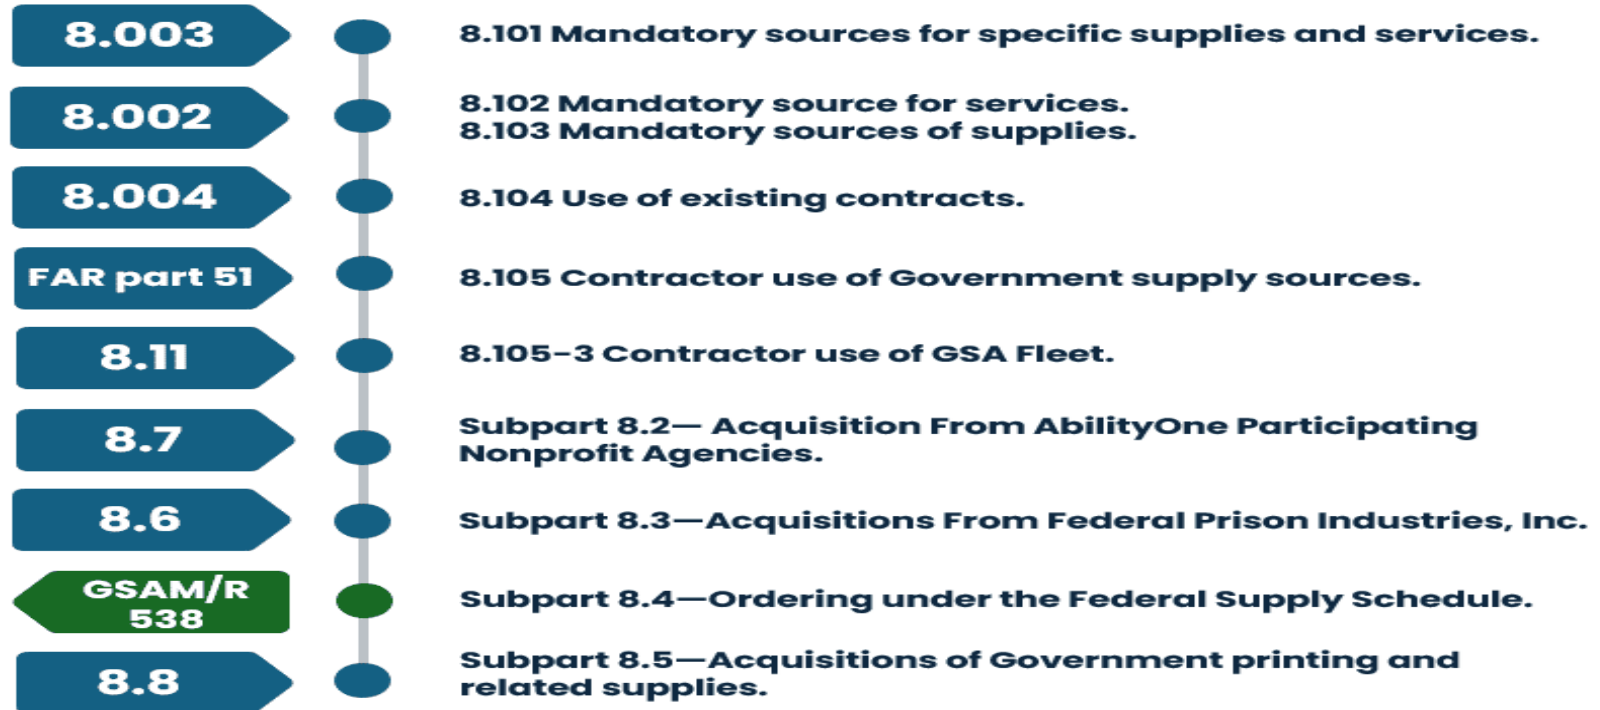 8.003
8.101 Mandatory sources for specific supplies and services.
8.002
8.102 Mandatory source for services.
8.103 Mandatory sources of supplies.
8.004
8.104 Use of existing contracts.
FAR part 51
8.105 Contractor use of Government supply sources.
8.11
8.105-3 Contractor use of GSA Fleet.
8.7
Subpart 8.2— Acquisition From AbilityOne Participating
Nonprofit Agencies.
8.6
Subpart 8.3—Acquisitions From Federal Prison Industries, Inc.
GSAM/R
538
Subpart 8.4—Ordering under the Federal Supply Schedule.
8.8
Subpart 8.5—Acquisitions of Government printing and
related supplies.